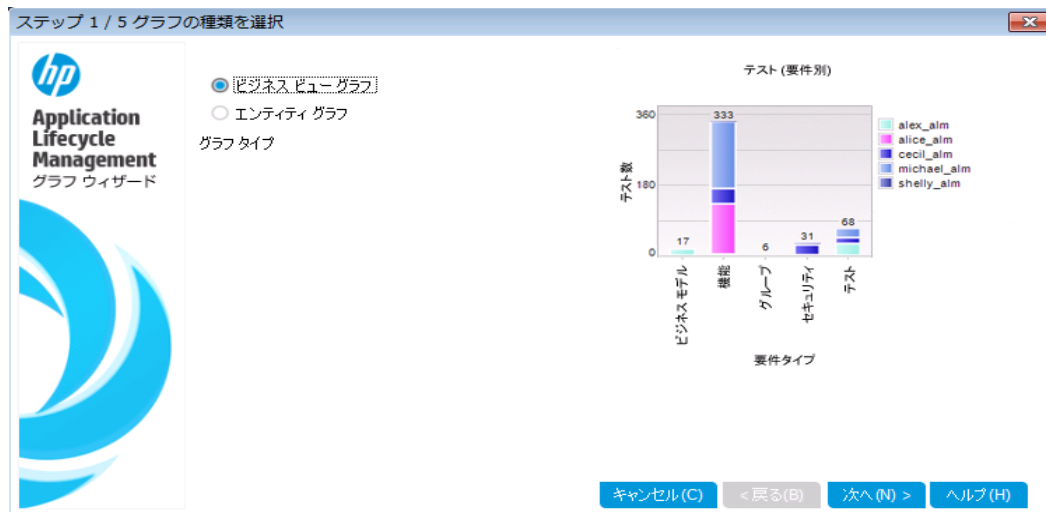 ステップ 1 / 5 グラフの種類を選択
hp
Application
Lifecycle
Management
グラフ ウィザード
ビジネス ビュー グラフ
エンティティ グラフ
グラフ タイプ
テスト (要件別)
テスト数
360
180
0
17
333
6
31
68
ビジネス モデル
機能
グループ
セキュリティ
テスト
要件タイプ
alex_alm
alice_alm
cecil_alm
michael_alm
shelly_alm
キャンセル(C)
< 戻る(B)
次へ(N) >
ヘルプ(H)